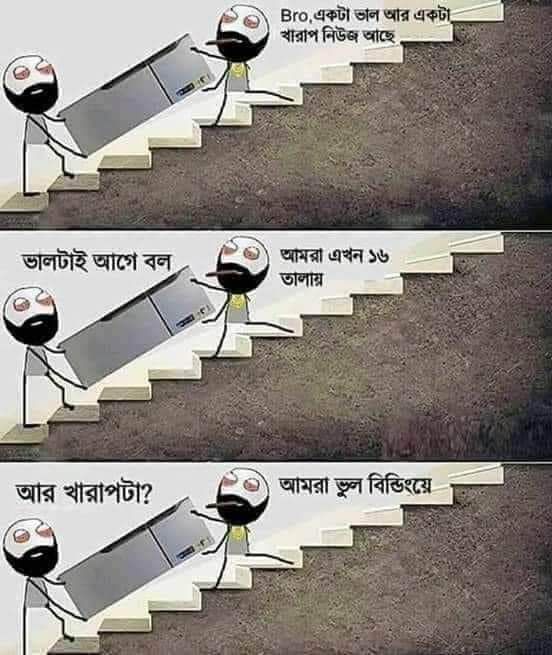 Bro,একটা ভাল আর একটা
খারাপ নিউজ আছে
ভালটাই আগে বল
আমরা এখন ১৬
তালায়
আর খারাপটা?
আমরা ভুল বিল্ডিংয়ে